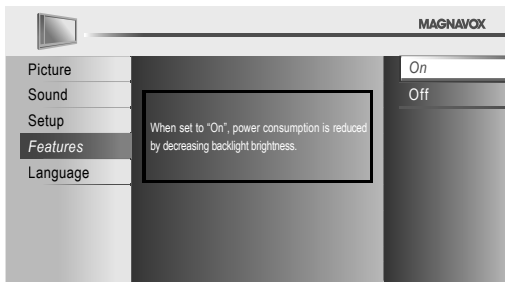 MAGNAVOX
Picture
Sound
Setup
Features
Language
When set to “On”, power consumption is reduced
by decreasing backlight brightness.
On
Off